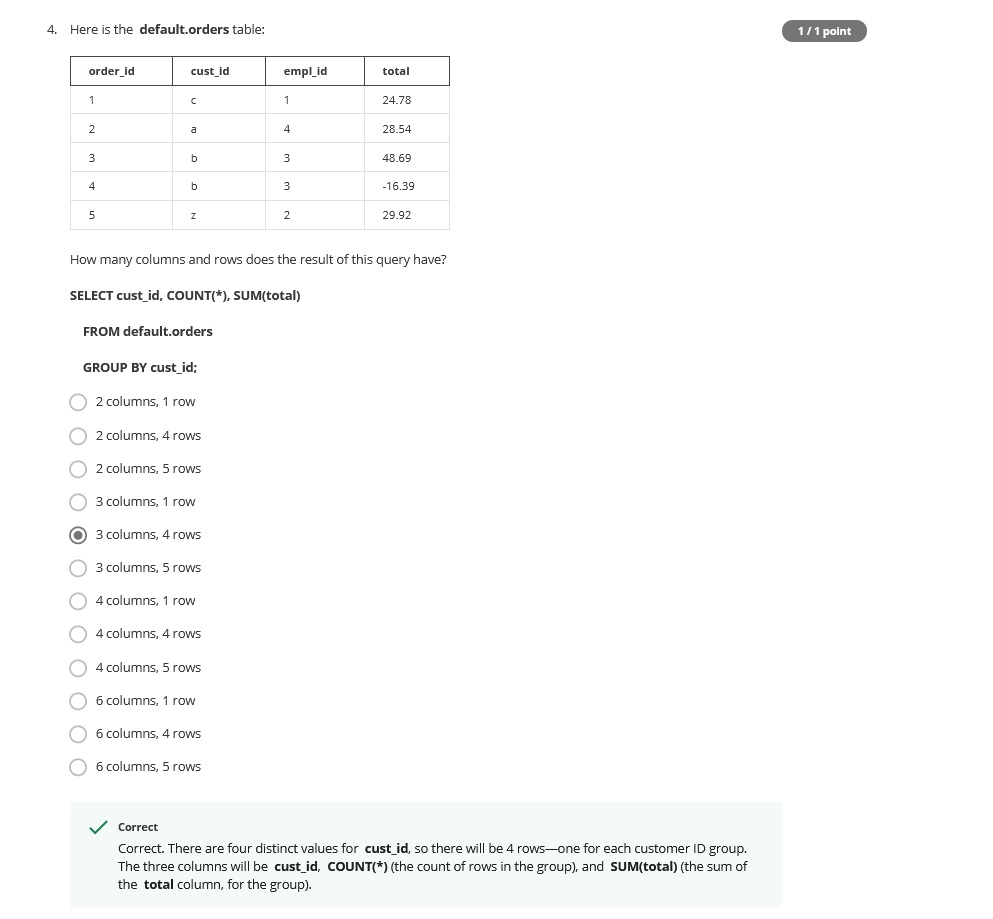 4. Here is the default.orders table:
1 / 1 point
order_id cust_id empl_id total
1 c 1 24.78
2 a 4 28.54
3 b 3 48.69
4 b 3 -16.39
5 z 2 29.92
How many columns and rows does the result of this query have?
SELECT cust_id, COUNT(*), SUM(total)
FROM default.orders
GROUP BY cust_id;
2 columns, 1 row
2 columns, 4 rows
2 columns, 5 rows
3 columns, 1 row
3 columns, 4 rows
3 columns, 5 rows
4 columns, 1 row
4 columns, 4 rows
4 columns, 5 rows
6 columns, 1 row
6 columns, 4 rows
6 columns, 5 rows
Correct
Correct. There are four distinct values for cust_id, so there will be 4 rows—one for each customer ID group.
The three columns will be cust_id, COUNT(*) (the count of rows in the group), and SUM(total) (the sum of
the total column, for the group).